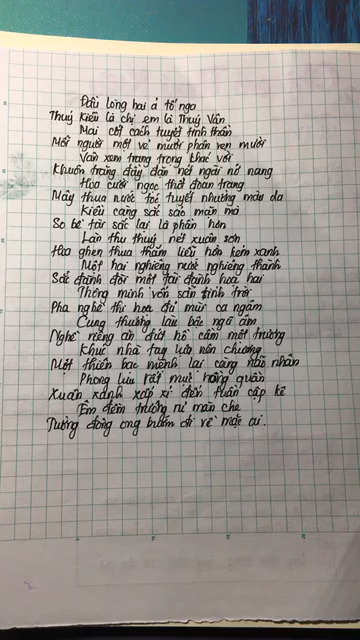 Đầu lòng hai ả tố nga
Thuý Kiều là chị em là Thuý Vân
Mai cốt cách tuyết tinh thần
Mỗi người một vẻ mười phân vẹn mười
Vân xem trang trọng khác vời
Khuôn trăng đầy đặn nét ngài nở nang
Hoa cười ngọc thốt đoan trang
Mây thua nước tóc tuyết nhường màu da
Kiều càng sắc sảo mặn mà
So bề tài sắc lại là phần hơn
Làn thu thuỷ nét xuân sơn
Hoa ghen thua thắm liễu hờn kém xanh
Một hai nghiêng nước nghiêng thành
Sắc đành đòi một tài đành hoạ hai
Thông minh vốn sẵn tính trời
Pha nghề thi hoạ đủ mùi ca ngâm
Cung thương làu bậc ngũ âm
Nghề riêng ăn đứt hồ cầm một trương
Khúc nhà tay lựa nên chương
Một thiên bạc mệnh lại càng não nhân
Phong lưu rất mực hồng quần
Xuân xanh xấp xỉ đến tuần cập kê
Êm đềm trướng rủ màn che
Tường đông ong bướm đi về mặc ai.